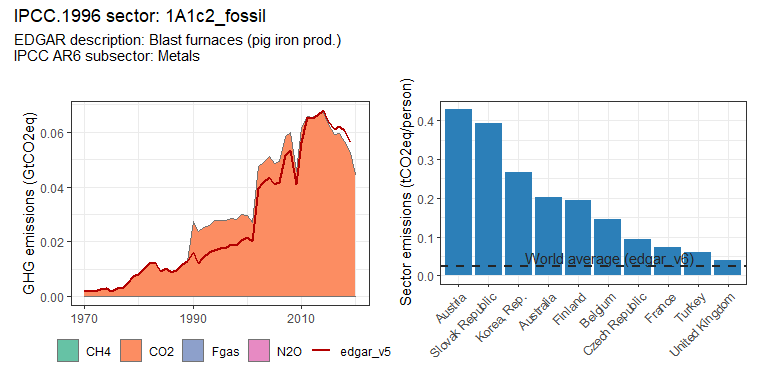 IPCC.1996 sector: 1A1c2_fossil
EDGAR description: Blast furnaces (pig iron prod.)
IPCC AR6 subsector: Metals
GHG emissions (GtCO2eq)
0.06
0.04
0.02
0.00
1970
1990
2010
CH4
CO2
Fgas
N2O
edgar_v5
Sector emissions (tCO2eq/person)
0.4
0.3
0.2
0.1
0.0
World average (edgar_v6)
Austria
Slovak Republic
Korea, Rep.
Australia
Finland
Belgium
Czech Republic
France
Turkey
United Kingdom